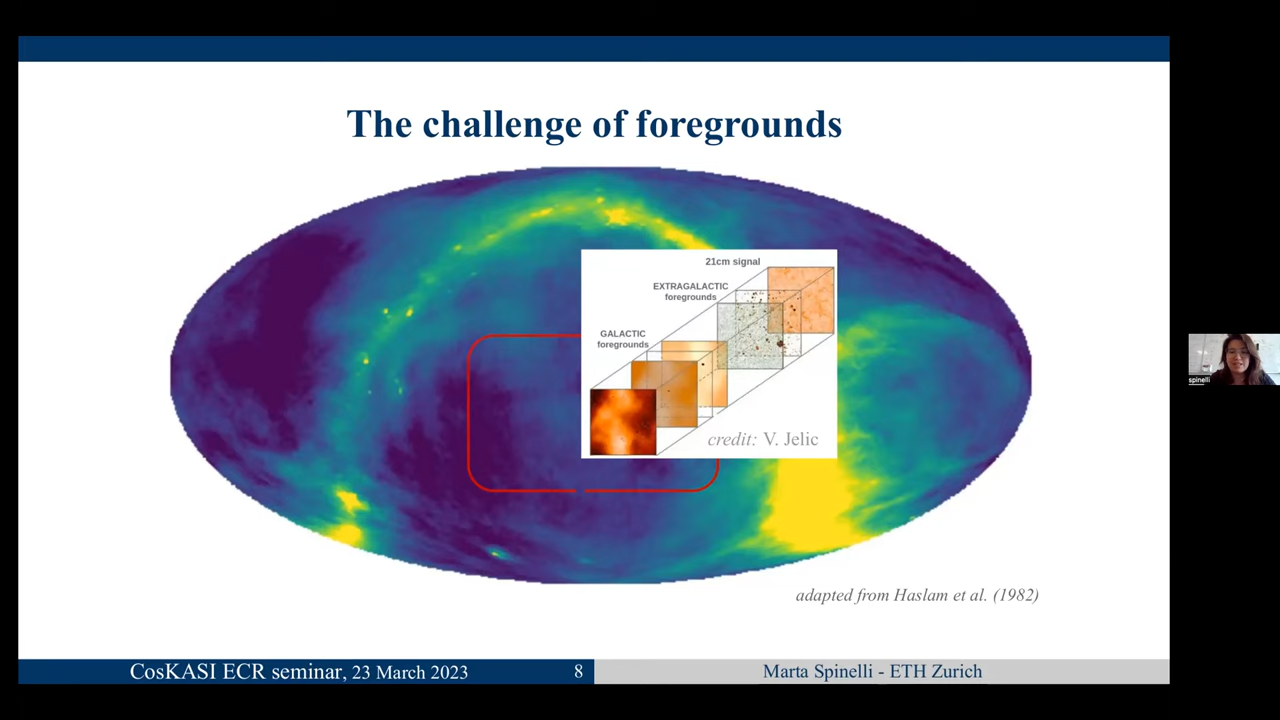 The challenge of foregrounds
21cm signal
EXTRAGALACTIC
foregrounds
GALACTIC
foregrounds
credit: V. Jelic
spinelli
adapted from Haslam et al. (1982)
CosKASI ECR seminar, 23 March 2023
8
Marta Spinelli - ETH Zurich